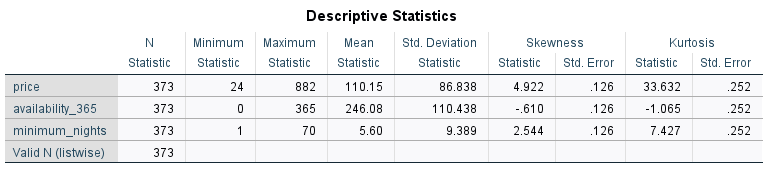 Descriptive Statistics
N Minimum Maximum Mean Std. Deviation Skewness Kurtosis
Statistic Statistic Statistic Statistic Statistic Statistic Std. Error Statistic Std. Error
price 373 24 882 110.15 86.838 4.922 .126 33.632 .252
availability_365 373 0 365 246.08 110.438 -.610 .126 -1.065 .252
minimum_nights 373 1 70 5.60 9.389 2.544 .126 7.427 .252
Valid N (listwise) 373